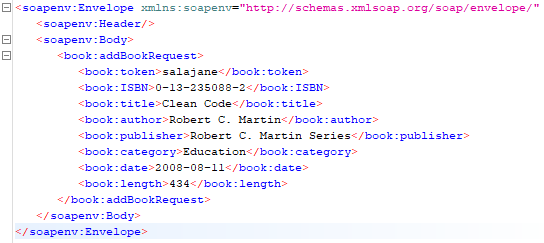 <soapenv:Envelope xmlns:soapenv="http://schemas.xmlsoap.org/soap/envelope/"
<soapenv:Header/>
<soapenv:Body>
<book:addBookRequest>
<book:token>salajane</book:token>
<book:ISBN>0-13-235088-2</book:ISBN>
<book:title>Clean Code</book:title>
<book:author>Robert C. Martin</book:author>
<book:publisher>Robert C. Martin Series</book:publisher>
<book:category>Education</book:category>
<book:date>2008-08-11</book:date>
<book:length>434</book:length>
</book:addBookRequest>
</soapenv:Body>
</soapenv:Envelope>